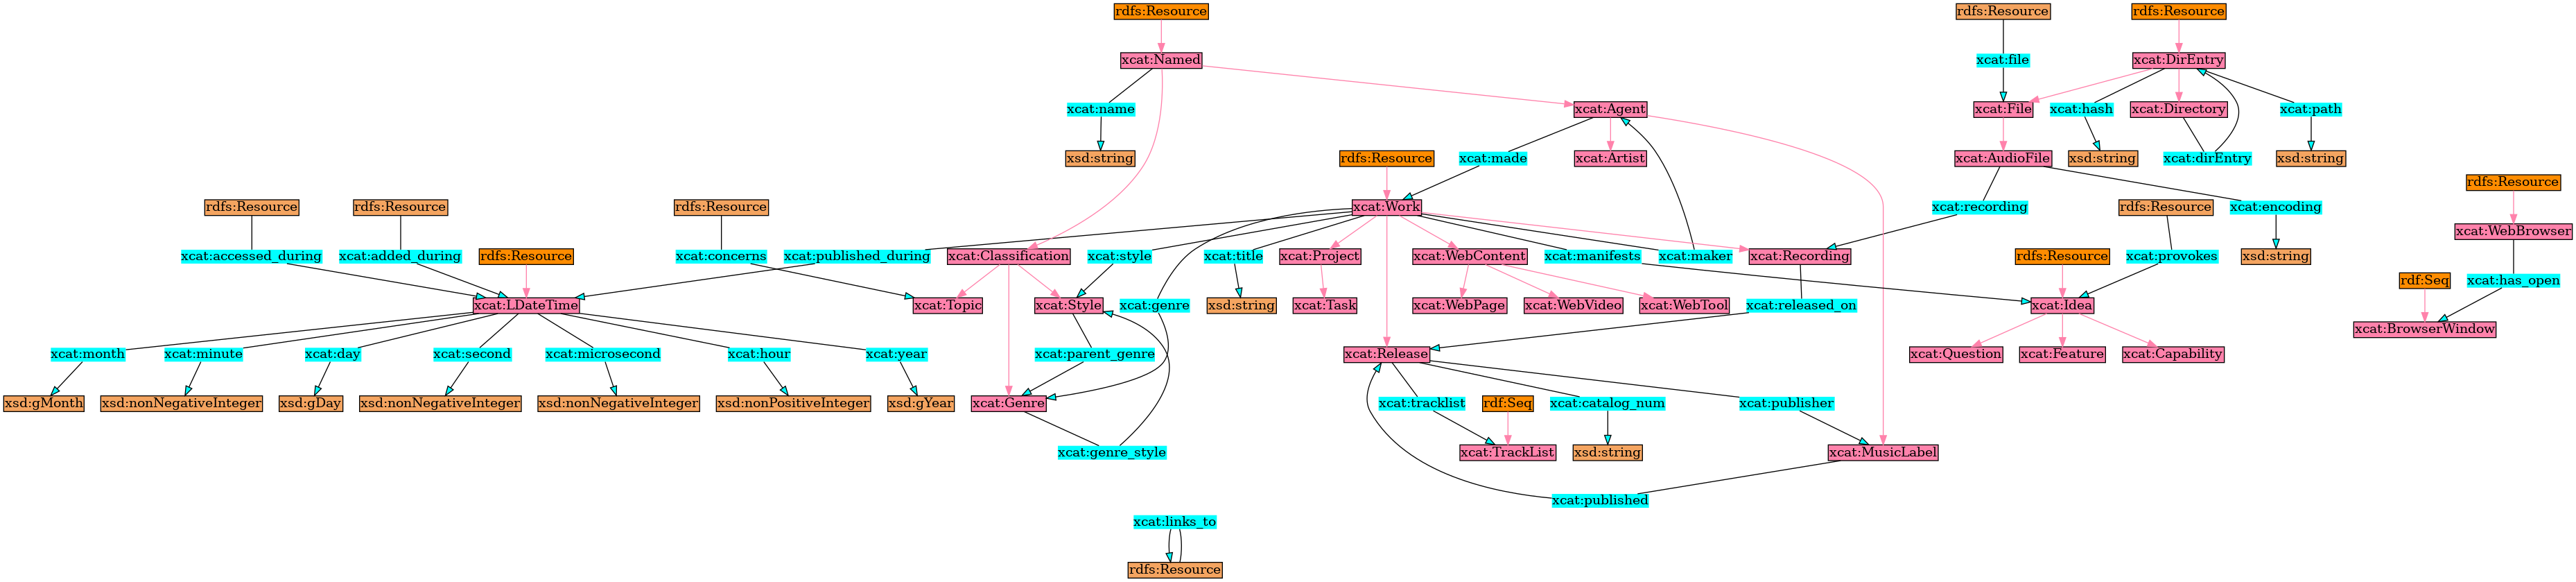 rdfs:Resource
rdfs:Resource
rdfs:Resource
xcat:Named
xcat:file
xcat:DirEntry
xcat:name
xcat:Agent
xcat:File
xcat:hash
xcat:Directory
xcat:path
xsd:string
rdfs:Resource
xcat:made
xcat:Artist
xcat:AudioFile
xsd:string
xcat:dirEntry
xsd:string
rdfs:Resource
rdfs:Resource
rdfs:Resource
rdfs:Resource
xcat:Work
xcat:recording
rdfs:Resource
xcat:encoding
xcat:WebBrowser
xcat:accessed_during
xcat:added_during
rdfs:Resource
xcat:concerns
xcat:published_during
xcat:Classification
xcat:style
xcat:title
xcat:Project
xcat:WebContent
xcat:manifests
xcat:maker
xcat:Recording
rdfs:Resource
xcat:provokes
xsd:string
rdf:Seq
xcat:has_open
xcat:LDateTime
xcat:Topic
xcat:Style
xcat:genre
xsd:string
xcat:Task
xcat:WebPage
xcat:WebVideo
xcat:WebTool
xcat:released_on
xcat:Idea
xcat:BrowserWindow
xcat:month
xcat:minute
xcat:day
xcat:second
xcat:microsecond
xcat:hour
xcat:year
xcat:parent_genre
xcat:Release
xcat:Question
xcat:Feature
xcat:Capability
xsd:gMonth
xsd:nonNegativeInteger
xsd:gDay
xsd:nonNegativeInteger
xsd:nonNegativeInteger
xsd:nonPositiveInteger
xsd:gYear
xcat:Genre
xcat:tracklist
rdf:Seq
xcat:catalog_num
xcat:publisher
xcat:genre_style
xcat:TrackList
xsd:string
xcat:MusicLabel
xcat:published
xcat:links_to
rdfs:Resource